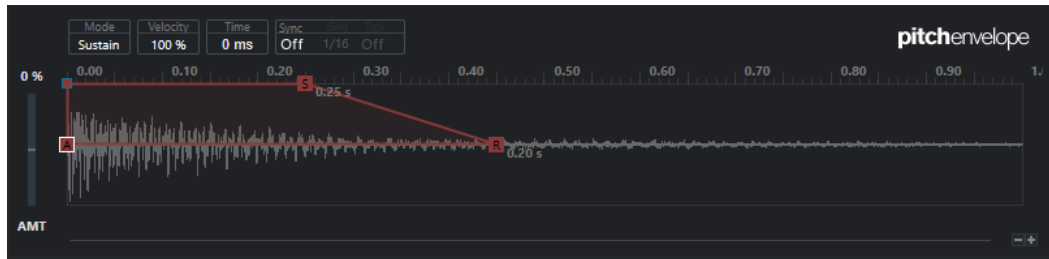 Mode Velocity Time Sync Grid Tript
Sustain 100 % 0 ms Off 1/16 Off
pitchenvelope
0 % 0.00 0.10 0.20 0.30 0.40 0.50 0.60 0.70 0.80 0.90
S 0.25 s
A R 0.20 s
AMT